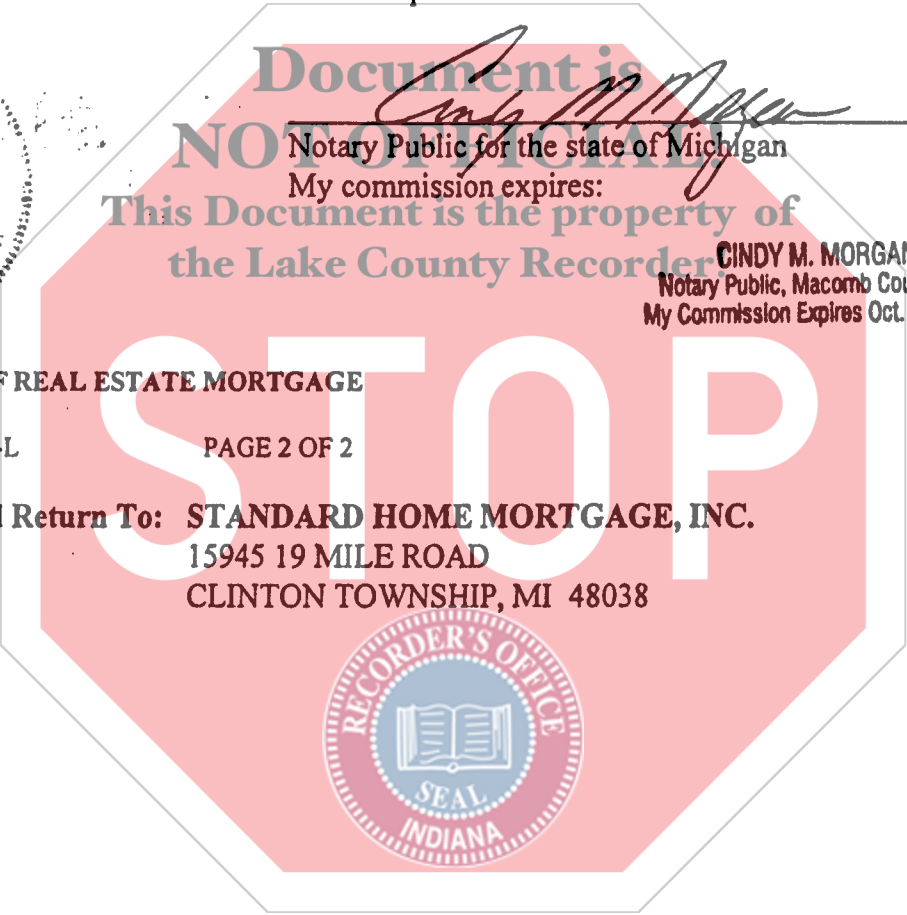 Document is
NOT OFFICIAL
Notary Public for the state of Michigan
My commission expires:
This Document is the property of
the Lake County Recorder!
CINDY M. MORGAN
Notary Public, Macomb Cou
My Commission Expires Oct.
F REAL ESTATE MORTGAGE
STOP
-L PAGE 2 OF 2
Return To: STANDARD HOME MORTGAGE, INC.
15945 19 MILE ROAD
CLINTON TOWNSHIP, MI 48038
RECORDER'S OFFICE
SEAL
INDIANA